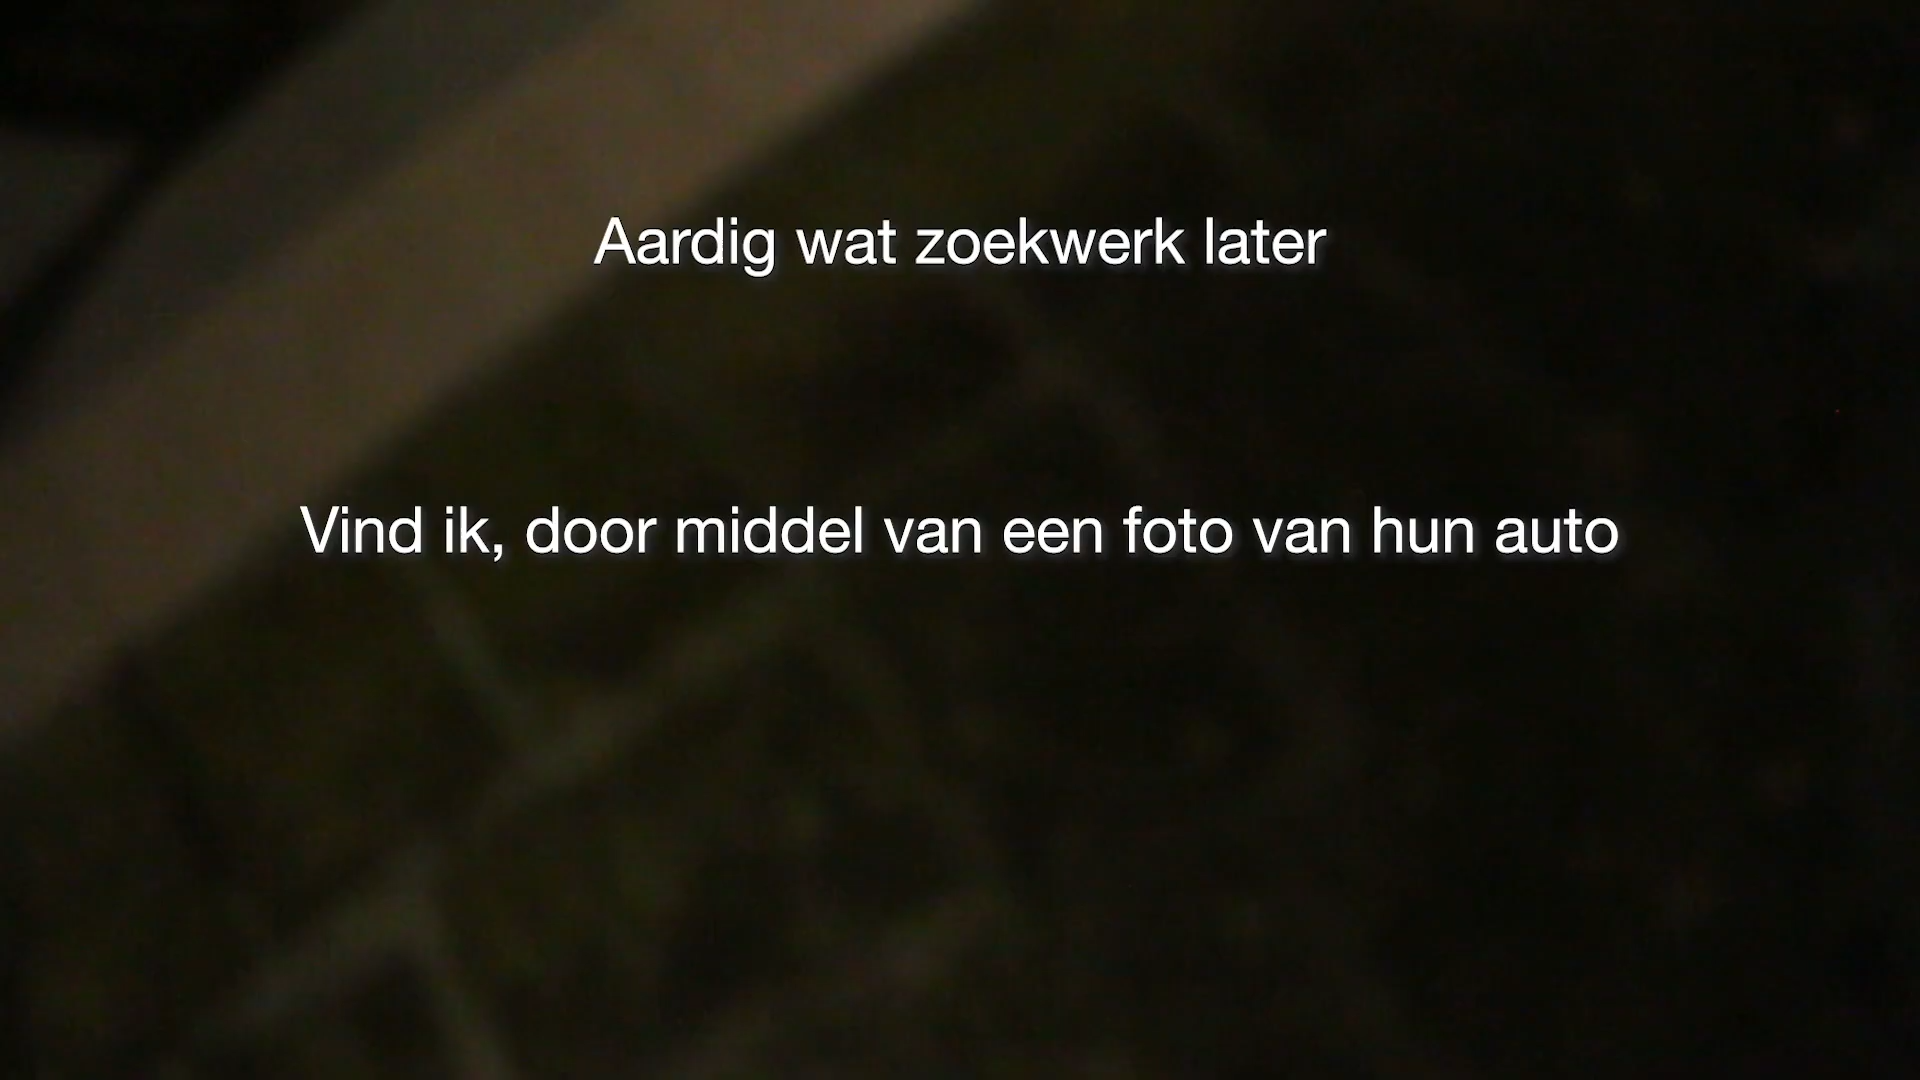 Aardig wat zoekwerk later
Vind ik, door middel van een foto van hun auto